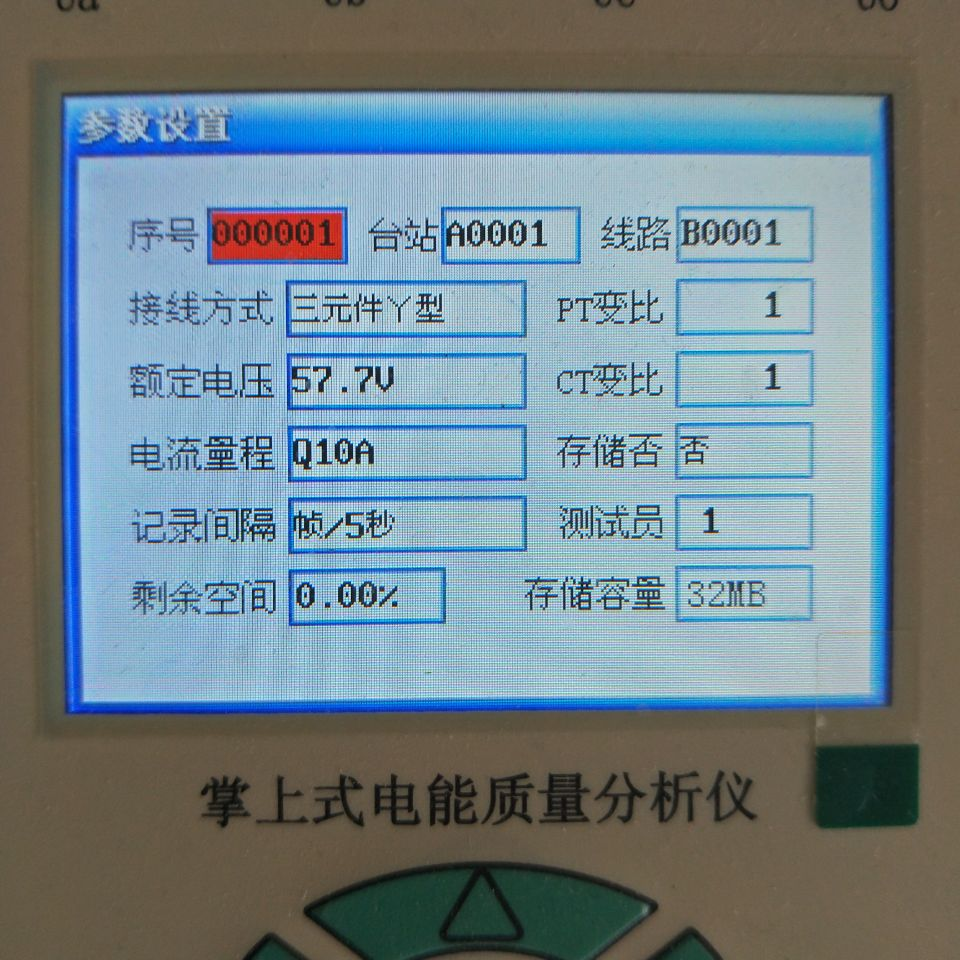 参数设置
序号 000001 台站 A0001 线路 B0001
接线方式 三元件丫型 PT变比 1
额定电压 57.7V CT变比 1
电流量程 Q10A 存储否 否
记录间隔 帧/5秒 测试员 1
剩余空间 0.00% 存储容量 32MB
掌上式电能质量分析仪